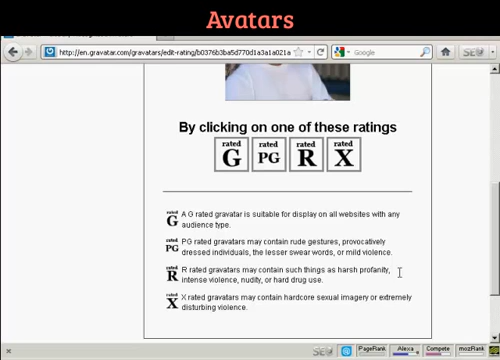 Avatars
http://en.gravatar.com/gravatars/edit-rating/b0376b3ba5d770d1a3a1a021a
Google
By clicking on one of these ratings
rated G rated PG rated R rated X
rated G A G rated gravatar is suitable for display on all websites with any
audience type.
rated PG PG rated gravatars may contain rude gestures, provocatively
dressed individuals, the lesser swear words, or mild violence.
rated R R rated gravatars may contain such things as harsh profanity,
intense violence, nudity, or hard drug use.
rated X X rated gravatars may contain hardcore sexual imagery or extremely
disturbing violence.
PageRank Alexa Compete mozRank